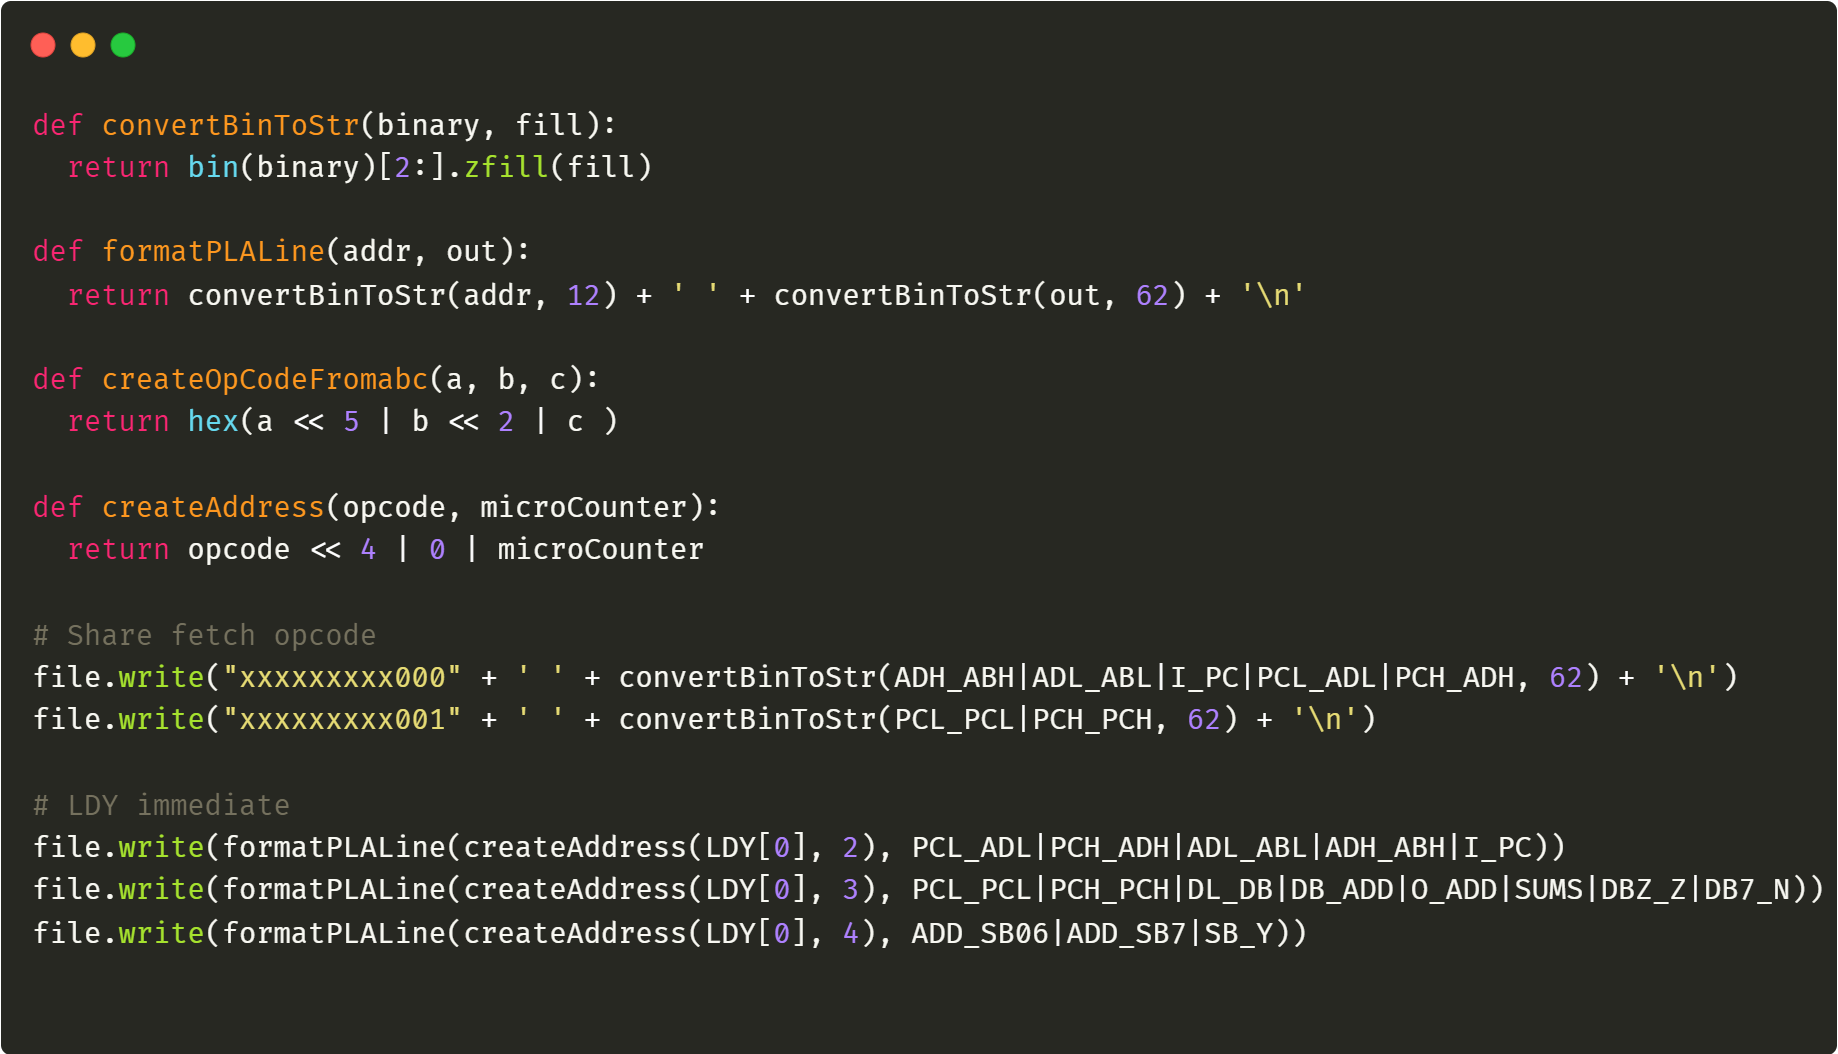 def convertBinToStr(binary, fill):
  return bin(binary)[2:].zfill(fill)

def formatPLALine(addr, out):
  return convertBinToStr(addr, 12) + ' ' + convertBinToStr(out, 62) + '\n'

def createOpCodeFromabc(a, b, c):
  return hex(a << 5 | b << 2 | c )

def createAddress(opcode, microCounter):
  return opcode << 4 | 0 | microCounter

# Share fetch opcode
file.write("xxxxxxxxx000" + ' ' + convertBinToStr(ADH_ABH|ADL_ABL|I_PC|PCL_ADL|PCH_ADH, 62) + '\n')
file.write("xxxxxxxxx001" + ' ' + convertBinToStr(PCL_PCL|PCH_PCH, 62) + '\n')

# LDY immediate
file.write(formatPLALine(createAddress(LDY[0], 2), PCL_ADL|PCH_ADH|ADL_ABL|ADH_ABH|I_PC))
file.write(formatPLALine(createAddress(LDY[0], 3), PCL_PCL|PCH_PCH|DL_DB|DB_ADD|O_ADD|SUMS|DBZ_Z|DB7_N))
file.write(formatPLALine(createAddress(LDY[0], 4), ADD_SB06|ADD_SB7|SB_Y))